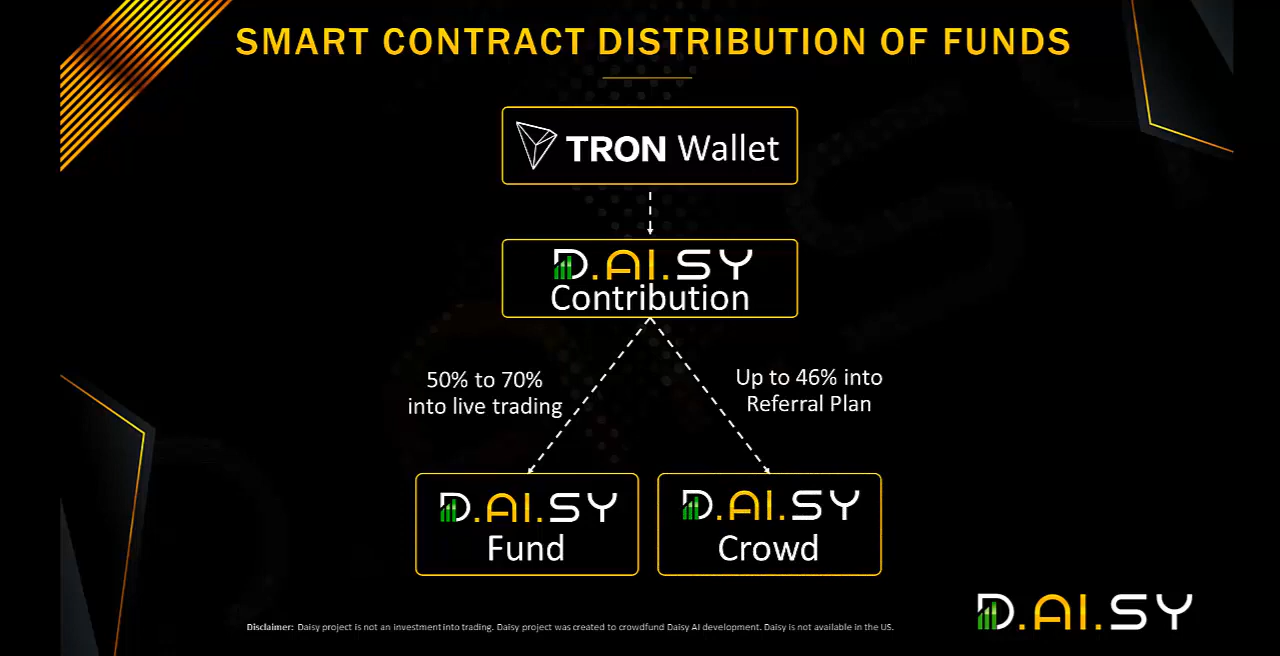 SMART CONTRACT DISTRIBUTION OF FUNDS
TRON Wallet
D.AI.SY
Contribution
50% to 70%
into live trading
Up to 46% into
Referral Plan
D.AI.SY
Fund
D.AI.SY
Crowd
D.AI.SY
Disclaimer: Daisy project is not an investment into trading. Daisy project was created to crowdfund Daisy AI development. Daisy is not available in the US.